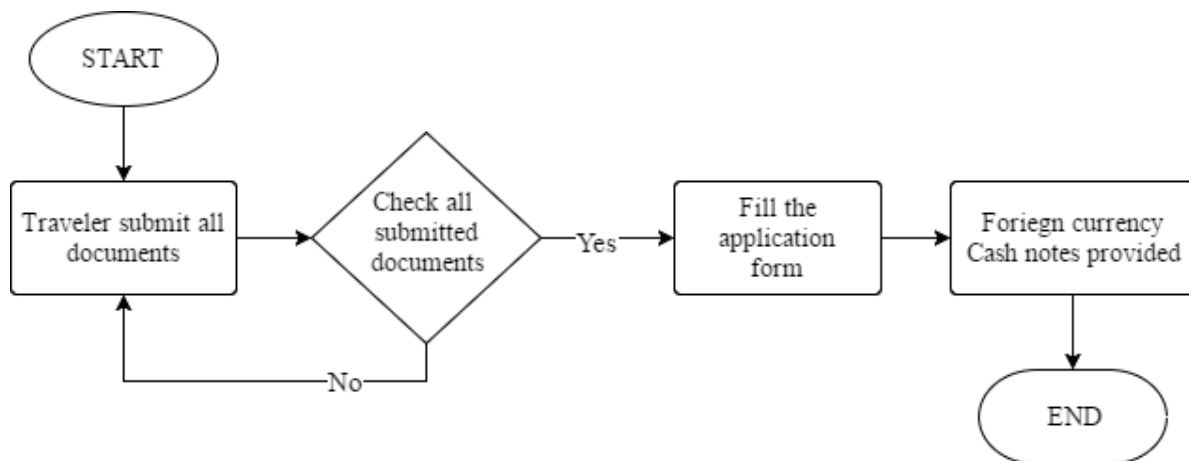 START
Traveler submit all
documents
Check all
submitted
documents
Yes
No
Fill the
application
form
Foriegn currency
Cash notes provided
END